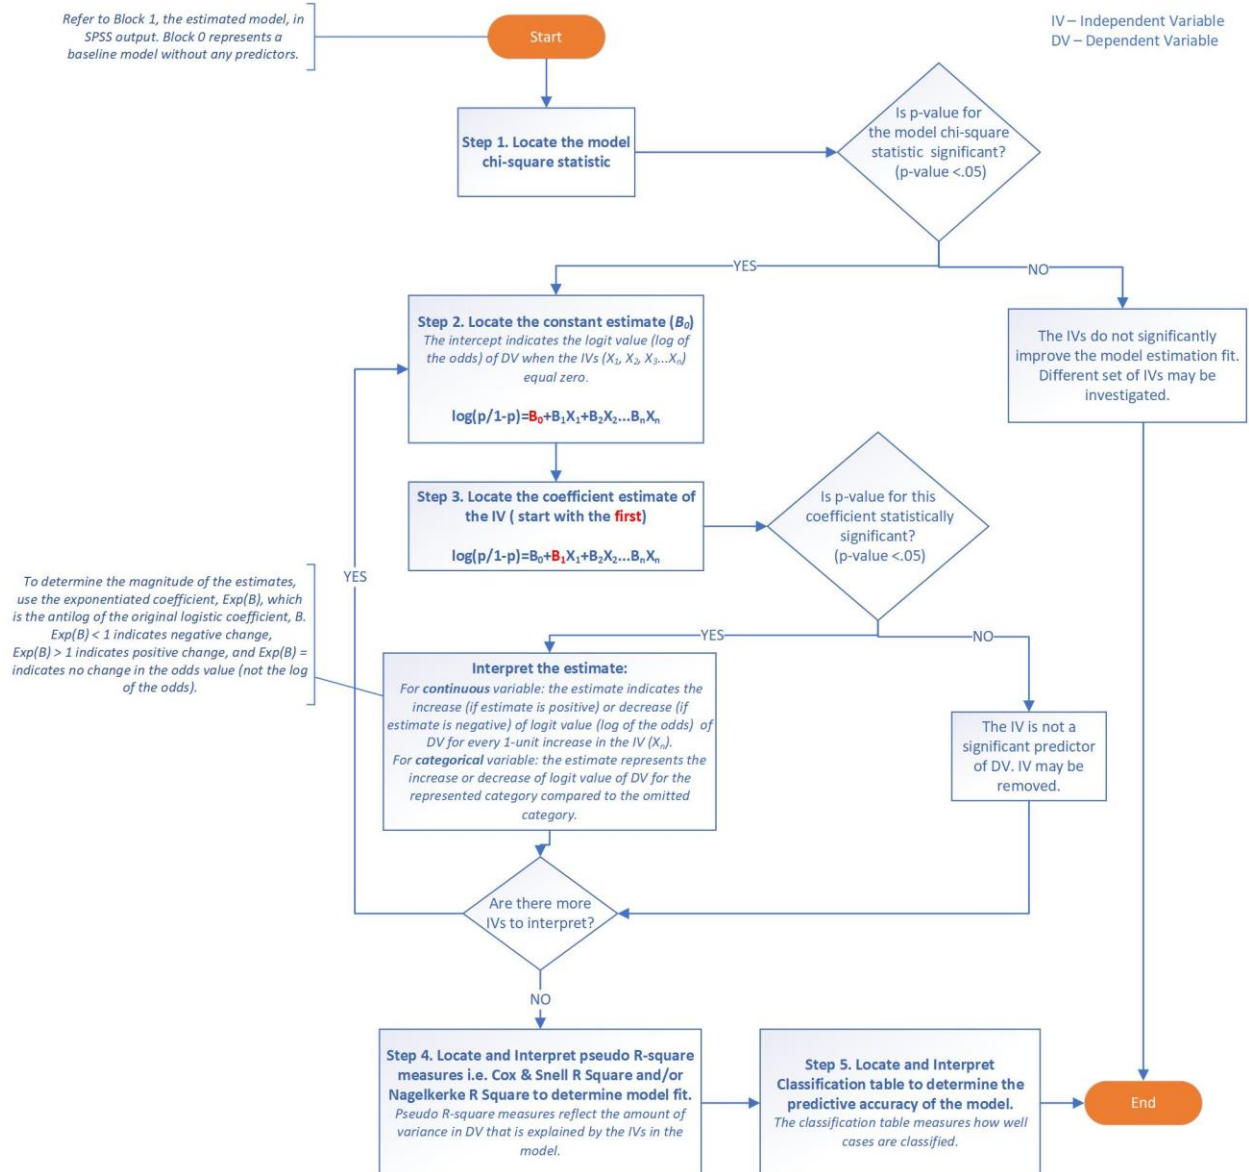 Refer to Block 1, the estimated model, in
SPSS output. Block 0 represents a
baseline model without any predictors.
Start
IV – Independent Variable
DV – Dependent Variable
Step 1. Locate the model
chi-square statistic
Is p-value for
the model chi-square
statistic significant?
(p-value <.05)
YES
NO
Step 2. Locate the constant estimate (B₀)
The intercept indicates the logit value (log of
the odds) of DV when the IVs (X₁, X₂, X₃...Xₙ)
equal zero.
log(p/1-p)=B₀+B₁X₁+B₂X₂...BₙXₙ
The IVs do not significantly
improve the model estimation fit.
Different set of IVs may be
investigated.
Step 3. Locate the coefficient estimate of
the IV ( start with the first)
log(p/1-p)=B₀+B₁X₁+B₂X₂...BₙXₙ
Is p-value for this
coefficient statistically
significant?
(p-value <.05)
YES
To determine the magnitude of the estimates,
use the exponentiated coefficient, Exp(B), which
is the antilog of the original logistic coefficient, B.
Exp(B) < 1 indicates negative change,
Exp(B) > 1 indicates positive change, and Exp(B) =
indicates no change in the odds value (not the log
of the odds).
YES
NO
Interpret the estimate:
For continuous variable: the estimate indicates the
increase (if estimate is positive) or decrease (if
estimate is negative) of logit value (log of the odds) of
DV for every 1-unit increase in the IV (Xₙ).
For categorical variable: the estimate represents the
increase or decrease of logit value of DV for the
represented category compared to the omitted
category.
The IV is not a
significant predictor
of DV. IV may be
removed.
Are there more
IVs to interpret?
NO
Step 4. Locate and Interpret pseudo R-square
measures i.e. Cox & Snell R Square and/or
Nagelkerke R Square to determine model fit.
Pseudo R-square measures reflect the amount of
variance in DV that is explained by the IVs in the
model.
Step 5. Locate and Interpret
Classification table to determine the
predictive accuracy of the model.
The classification table measures how well
cases are classified.
End